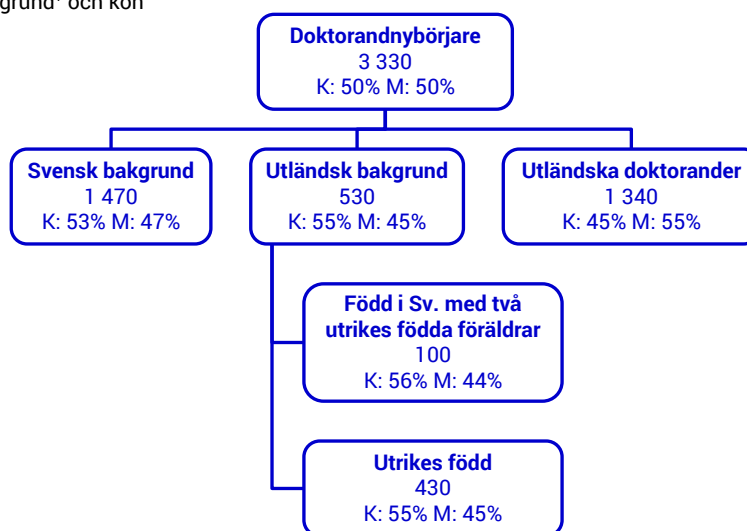 och kön
Doktorandnybörjare
3 330
K: 50% M: 50%
Svensk bakgrund
1 470
K: 53% M: 47%
Utländsk bakgrund
530
K: 55% M: 45%
Utländska doktorander
1 340
K: 45% M: 55%
Född i Sv. med två
utrikes födda föräldrar
100
K: 56% M: 44%
Utrikes född
430
K: 55% M: 45%